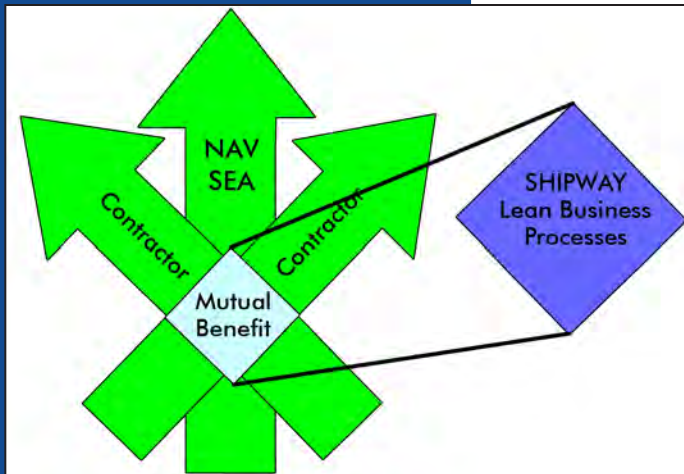 NAV
SEA
Contractor
Contractor
Mutual
Benefit
SHIPWAY
Lean Business
Processes